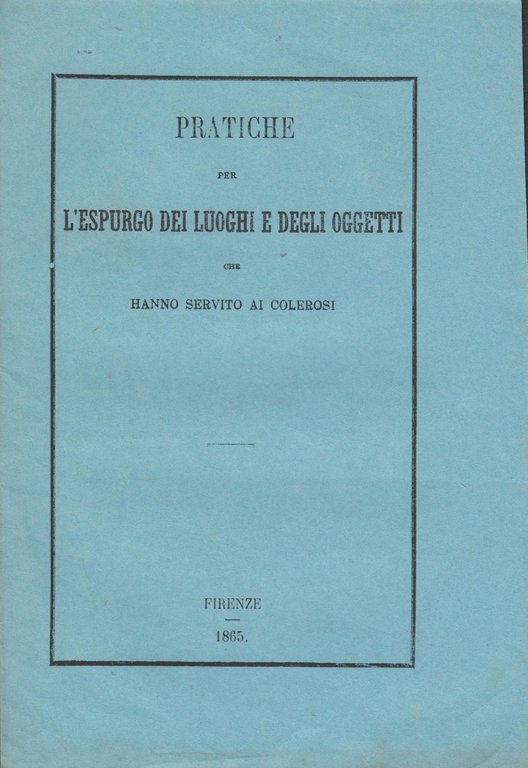 PRATICHE
PER
L'ESPURGO DEI LUOGHI E DEGLI OGGETTI
CHE
HANNO SERVITO AI COLEROSI
FIRENZE
1865.